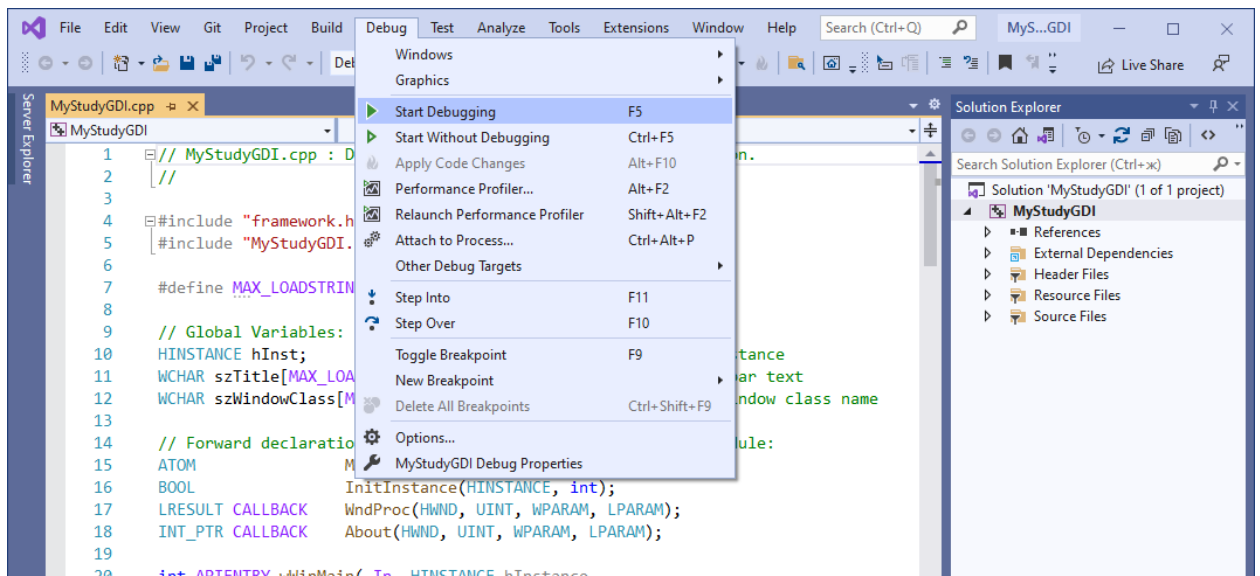 File Edit View Git Project Build Debug Test Analyze Tools Extensions Window Help Search (Ctrl+Q) MyS...GDI
Live Share
Server Explorer
MyStudyGDI.cpp
MyStudyGDI
Windows
Graphics
Start Debugging F5
Start Without Debugging Ctrl+F5
Apply Code Changes Alt+F10
Performance Profiler... Alt+F2
Relaunch Performance Profiler Shift+Alt+F2
Attach to Process... Ctrl+Alt+P
Other Debug Targets
Step Into F11
Step Over F10
Toggle Breakpoint F9
New Breakpoint
Delete All Breakpoints Ctrl+Shift+F9
Options...
MyStudyGDI Debug Properties
1 // MyStudyGDI.cpp : D
2 //
3
4 #include "framework.h
5 #include "MyStudyGDI.
6
7 #define MAX_LOADSTRIN
8
9 // Global Variables:
10 HINSTANCE hInst; stance
11 WCHAR szTitle[MAX_LOA ar text
12 WCHAR szWindowClass[M ndow class name
13
14 // Forward declaratio ule:
15 ATOM M
16 BOOL InitInstance(HINSTANCE, int);
17 LRESULT CALLBACK WndProc(HWND, UINT, WPARAM, LPARAM);
18 INT_PTR CALLBACK About(HWND, UINT, WPARAM, LPARAM);
19
20 int APIENTRY wWinMain(_In_ HINSTANCE hInstance
Solution Explorer
Search Solution Explorer (Ctrl+ж)
Solution 'MyStudyGDI' (1 of 1 project)
MyStudyGDI
References
External Dependencies
Header Files
Resource Files
Source Files